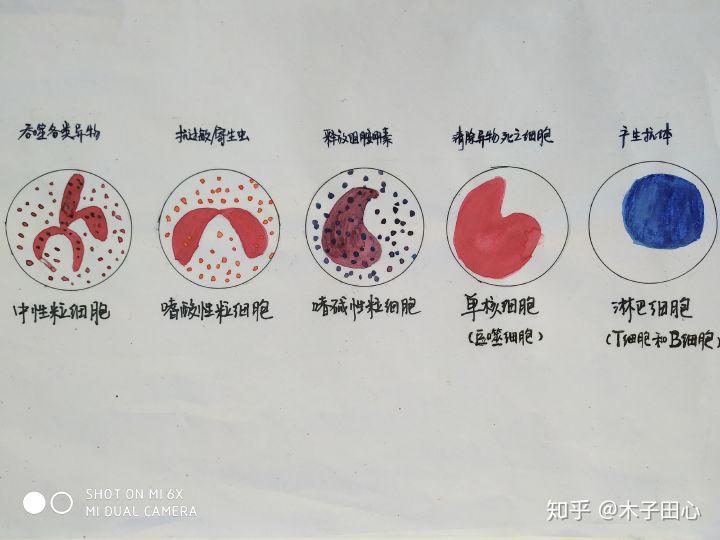 吞噬各类异物
抗过敏/寄生虫
释放组胺、肝素
清除异物、死亡细胞
产生抗体
中性粒细胞
嗜酸性粒细胞
嗜碱性粒细胞
单核细胞
淋巴细胞
(巨噬细胞)
(T细胞和B细胞)
SHOT ON MI 6X
MI DUAL CAMERA
知乎 @木子田心